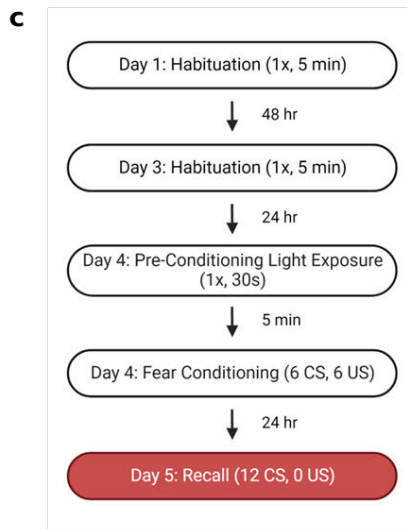 c
Day 1: Habituation (1x, 5 min)
48 hr
Day 3: Habituation (1x, 5 min)
24 hr
Day 4: Pre-Conditioning Light Exposure
(1x, 30s)
5 min
Day 4: Fear Conditioning (6 CS, 6 US)
24 hr
Day 5: Recall (12 CS, 0 US)